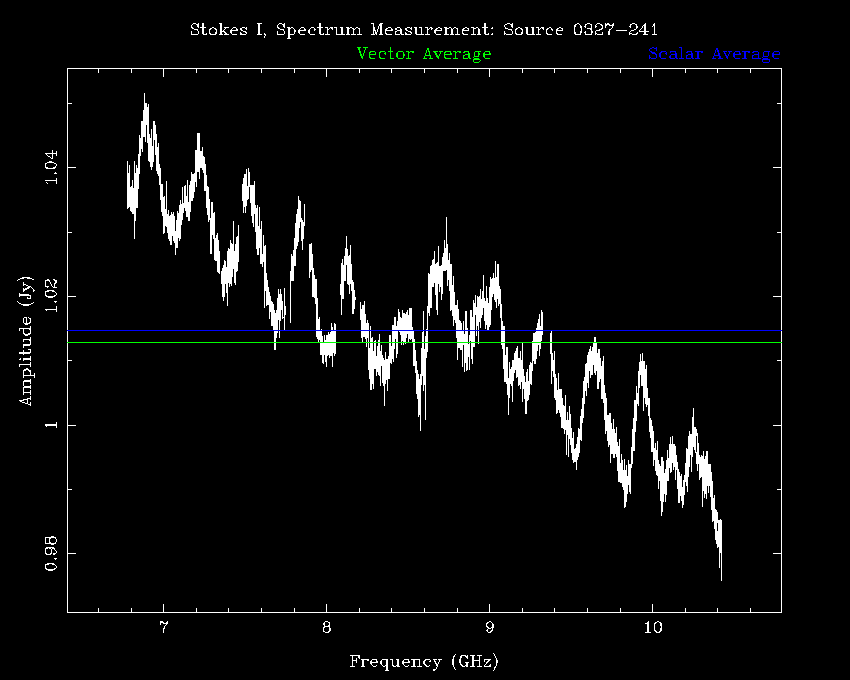 Stokes I, Spectrum Measurement: Source 0327-241
Vector Average
Scalar Average
1.04
1.02
1
0.98
Amplitude (Jy)
7
8
9
10
Frequency (GHz)